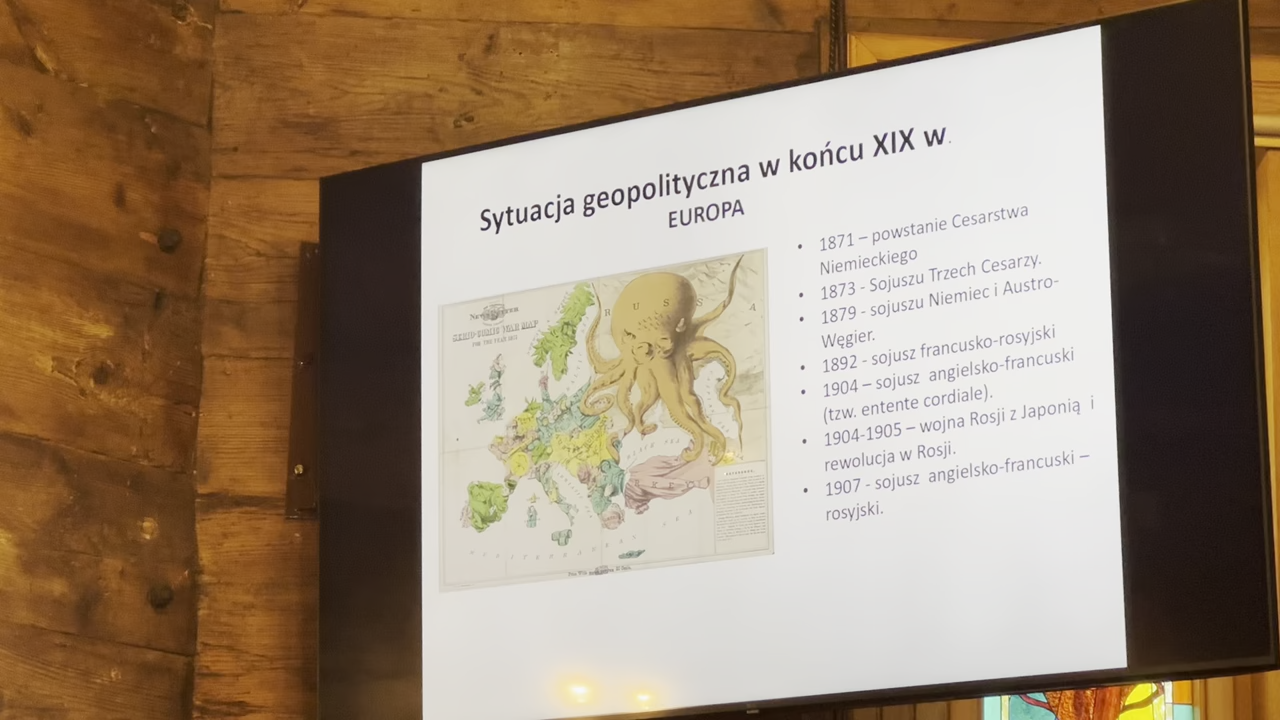 Sytuacja geopolityczna w końcu XIX w.
EUROPA
SERIO-COMIC WAR MAP
FOR THE YEAR
RUSSIA
BLACK SEA
• 1871 – powstanie Cesarstwa
Niemieckiego
• 1873 - Sojuszu Trzech Cesarzy.
• 1879 - sojuszu Niemiec i Austro-
Węgier.
• 1892 - sojusz francusko-rosyjski
• 1904 – sojusz angielsko-francuski
(tzw. entente cordiale).
• 1904-1905 – wojna Rosji z Japonią i
rewolucja w Rosji.
• 1907 - sojusz angielsko-francuski –
rosyjski.